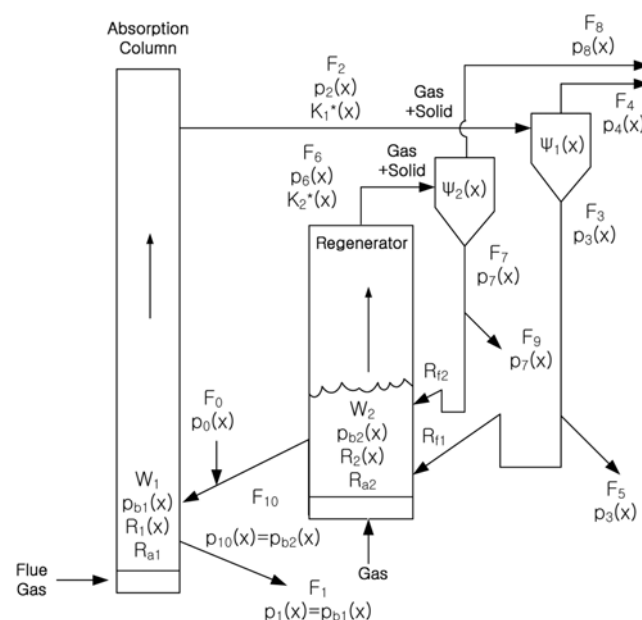 Absorption
Column
F2
p2(x)
K1*(x)
Gas
+Solid
F8
p8(x)
F4
p4(x)
ψ1(x)
F6
p6(x)
K2*(x)
Gas
+Solid
ψ2(x)
F3
p3(x)
Regenerator
F7
p7(x)
F9
p7(x)
Rf2
F0
p0(x)
W2
pb2(x)
R2(x)
Ra2
Rf1
W1
pb1(x)
R1(x)
Ra1
F10
p10(x)=pb2(x)
F5
p3(x)
Flue
Gas
Gas
F1
p1(x)=pb1(x)